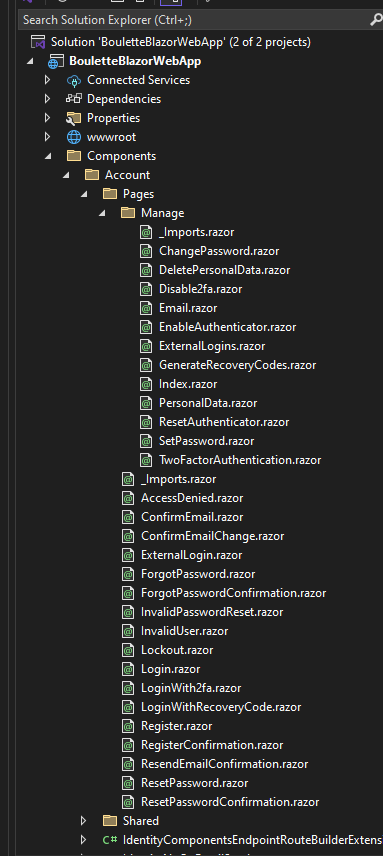 Search Solution Explorer (Ctrl+;)
Solution 'BouletteBlazorWebApp' (2 of 2 projects)
BouletteBlazorWebApp
Connected Services
Dependencies
Properties
wwwroot
Components
Account
Pages
Manage
_Imports.razor
ChangePassword.razor
DeletePersonalData.razor
Disable2fa.razor
Email.razor
EnableAuthenticator.razor
ExternalLogins.razor
GenerateRecoveryCodes.razor
Index.razor
PersonalData.razor
ResetAuthenticator.razor
SetPassword.razor
TwoFactorAuthentication.razor
_Imports.razor
AccessDenied.razor
ConfirmEmail.razor
ConfirmEmailChange.razor
ExternalLogin.razor
ForgotPassword.razor
ForgotPasswordConfirmation.razor
InvalidPasswordReset.razor
InvalidUser.razor
Lockout.razor
Login.razor
LoginWith2fa.razor
LoginWithRecoveryCode.razor
Register.razor
RegisterConfirmation.razor
ResendEmailConfirmation.razor
ResetPassword.razor
ResetPasswordConfirmation.razor
Shared
C# IdentityComponentsEndpointRouteBuilderExtens